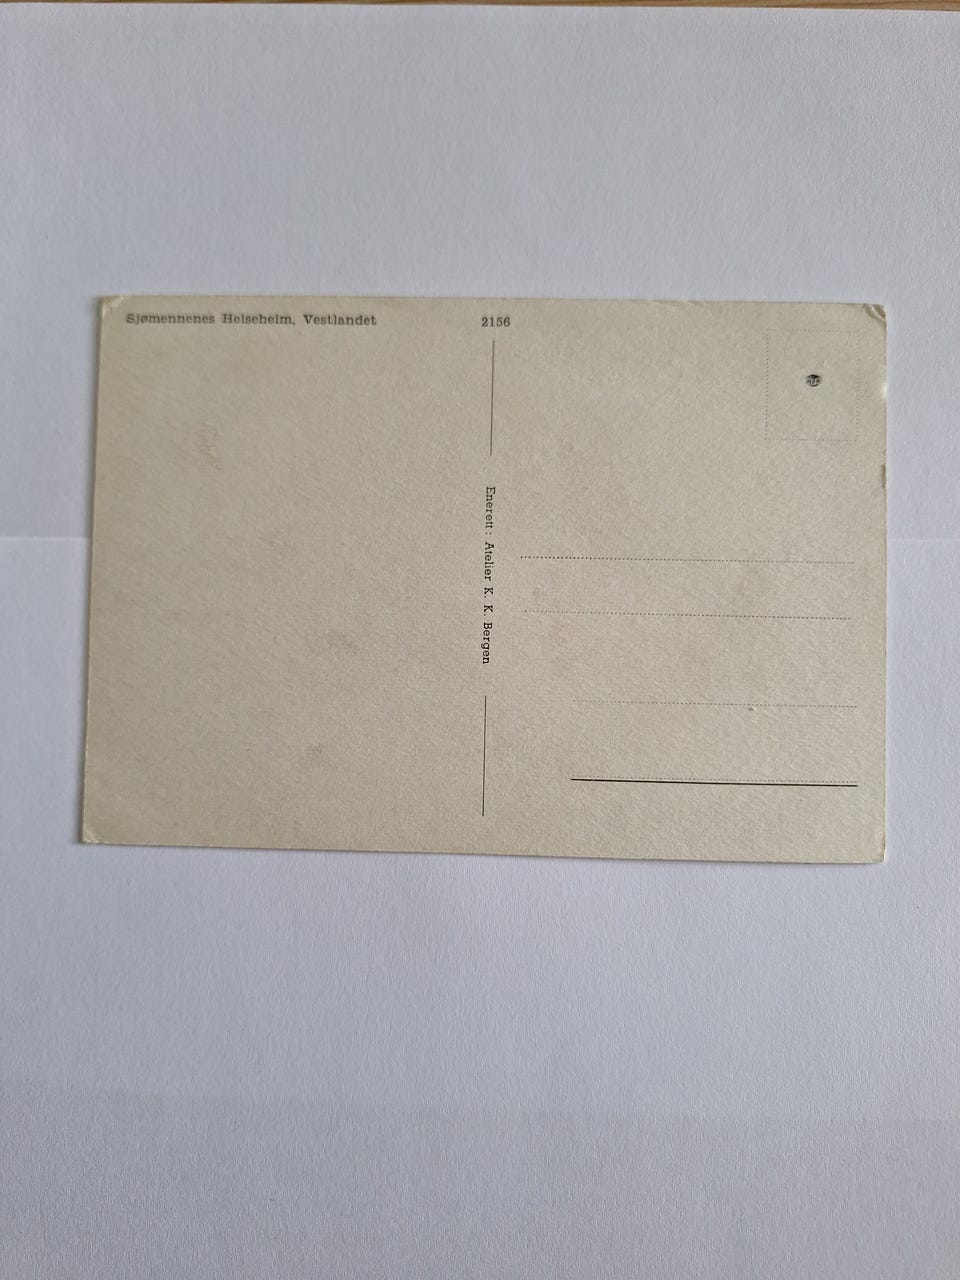 Sjømennenes Helseheim, Vestlandet
2156
Enerett: Atelier K. K. Bergen